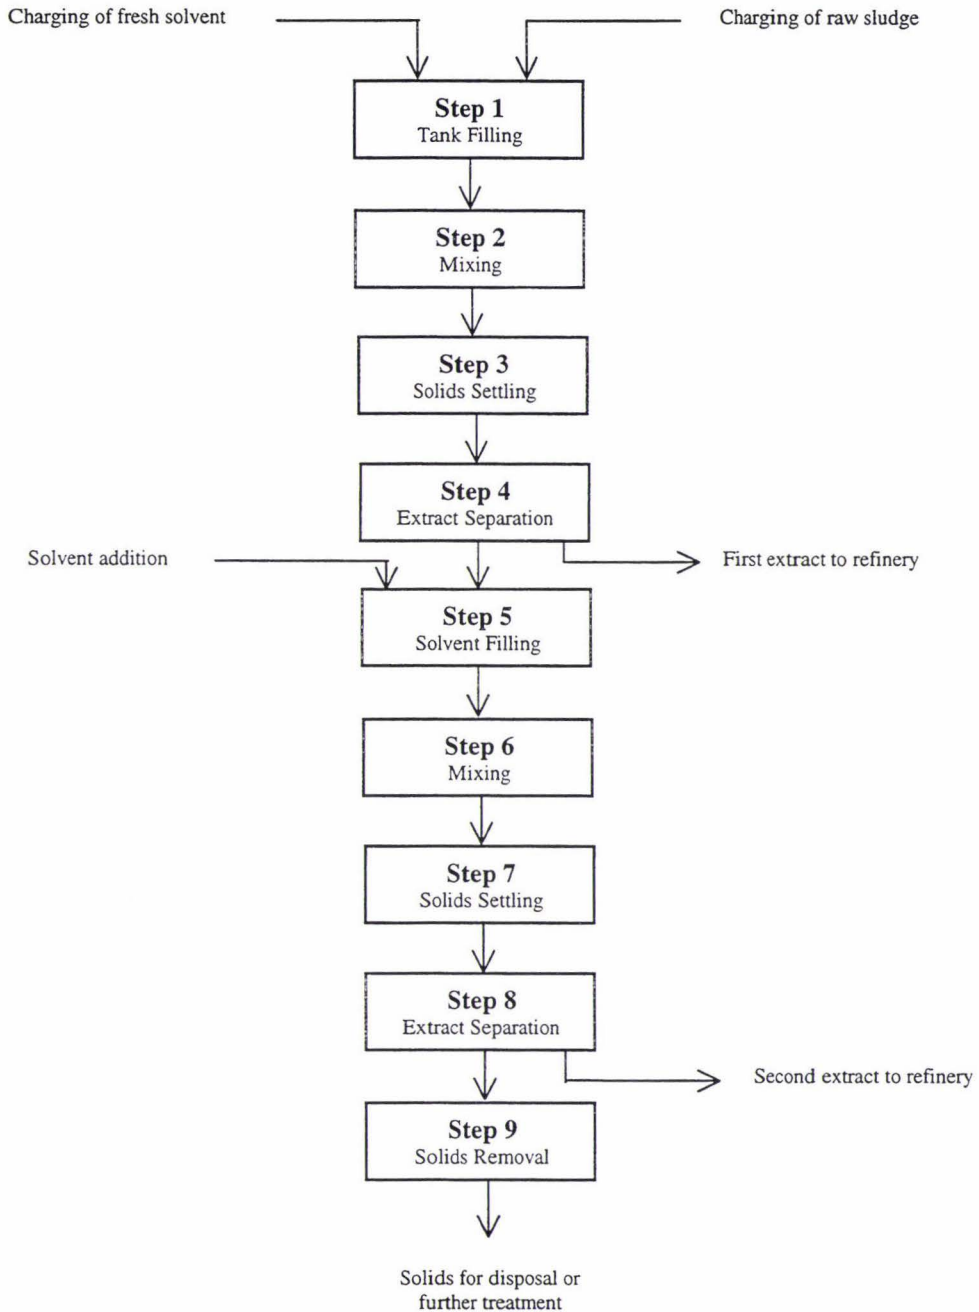 Charging of fresh solvent
Charging of raw sludge
Step 1
Tank Filling
Step 2
Mixing
Step 3
Solids Settling
Step 4
Extract Separation
Solvent addition
First extract to refinery
Step 5
Solvent Filling
Step 6
Mixing
Step 7
Solids Settling
Step 8
Extract Separation
Second extract to refinery
Step 9
Solids Removal
Solids for disposal or
further treatment